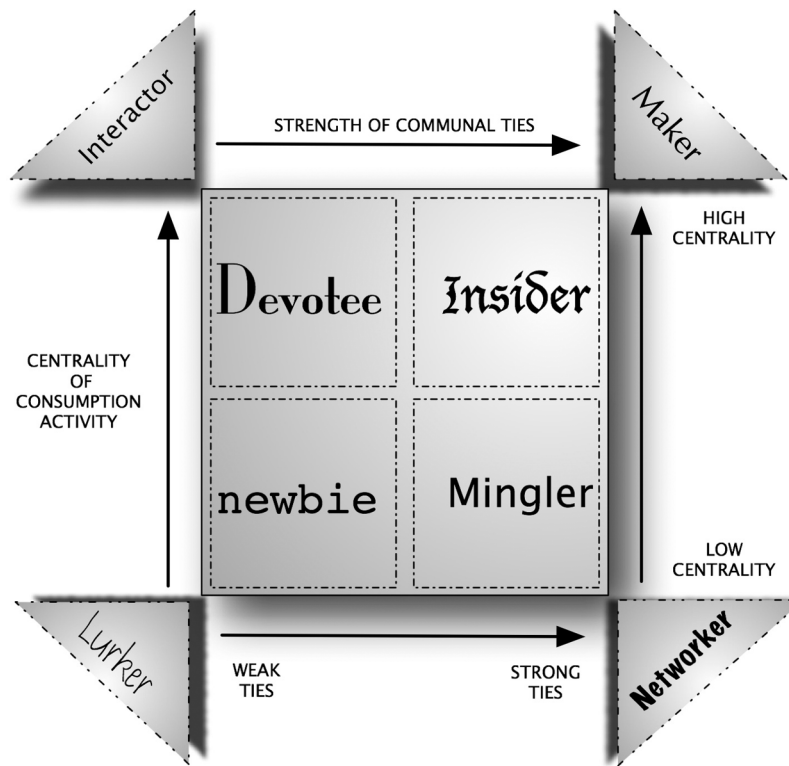 Interactor
Maker
STRENGTH OF COMMUNAL TIES
HIGH
CENTRALITY
Devotee
Insider
CENTRALITY
OF
CONSUMPTION
ACTIVITY
newbie
Mingler
LOW
CENTRALITY
Lurker
Networker
WEAK
TIES
STRONG
TIES